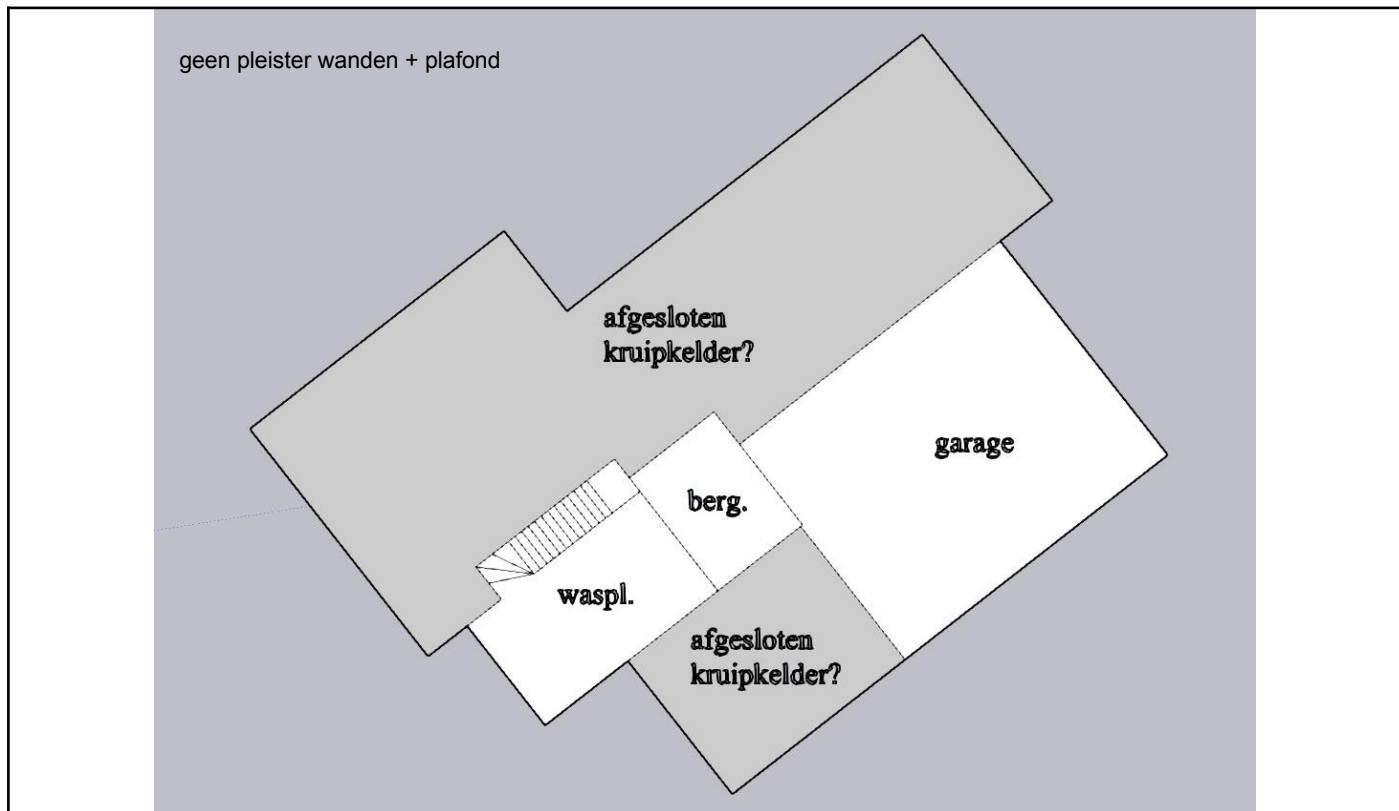 geen pleister wanden + plafond
afgesloten
kruipkelder?
garage
berg.
waspl.
afgesloten
kruipkelder?